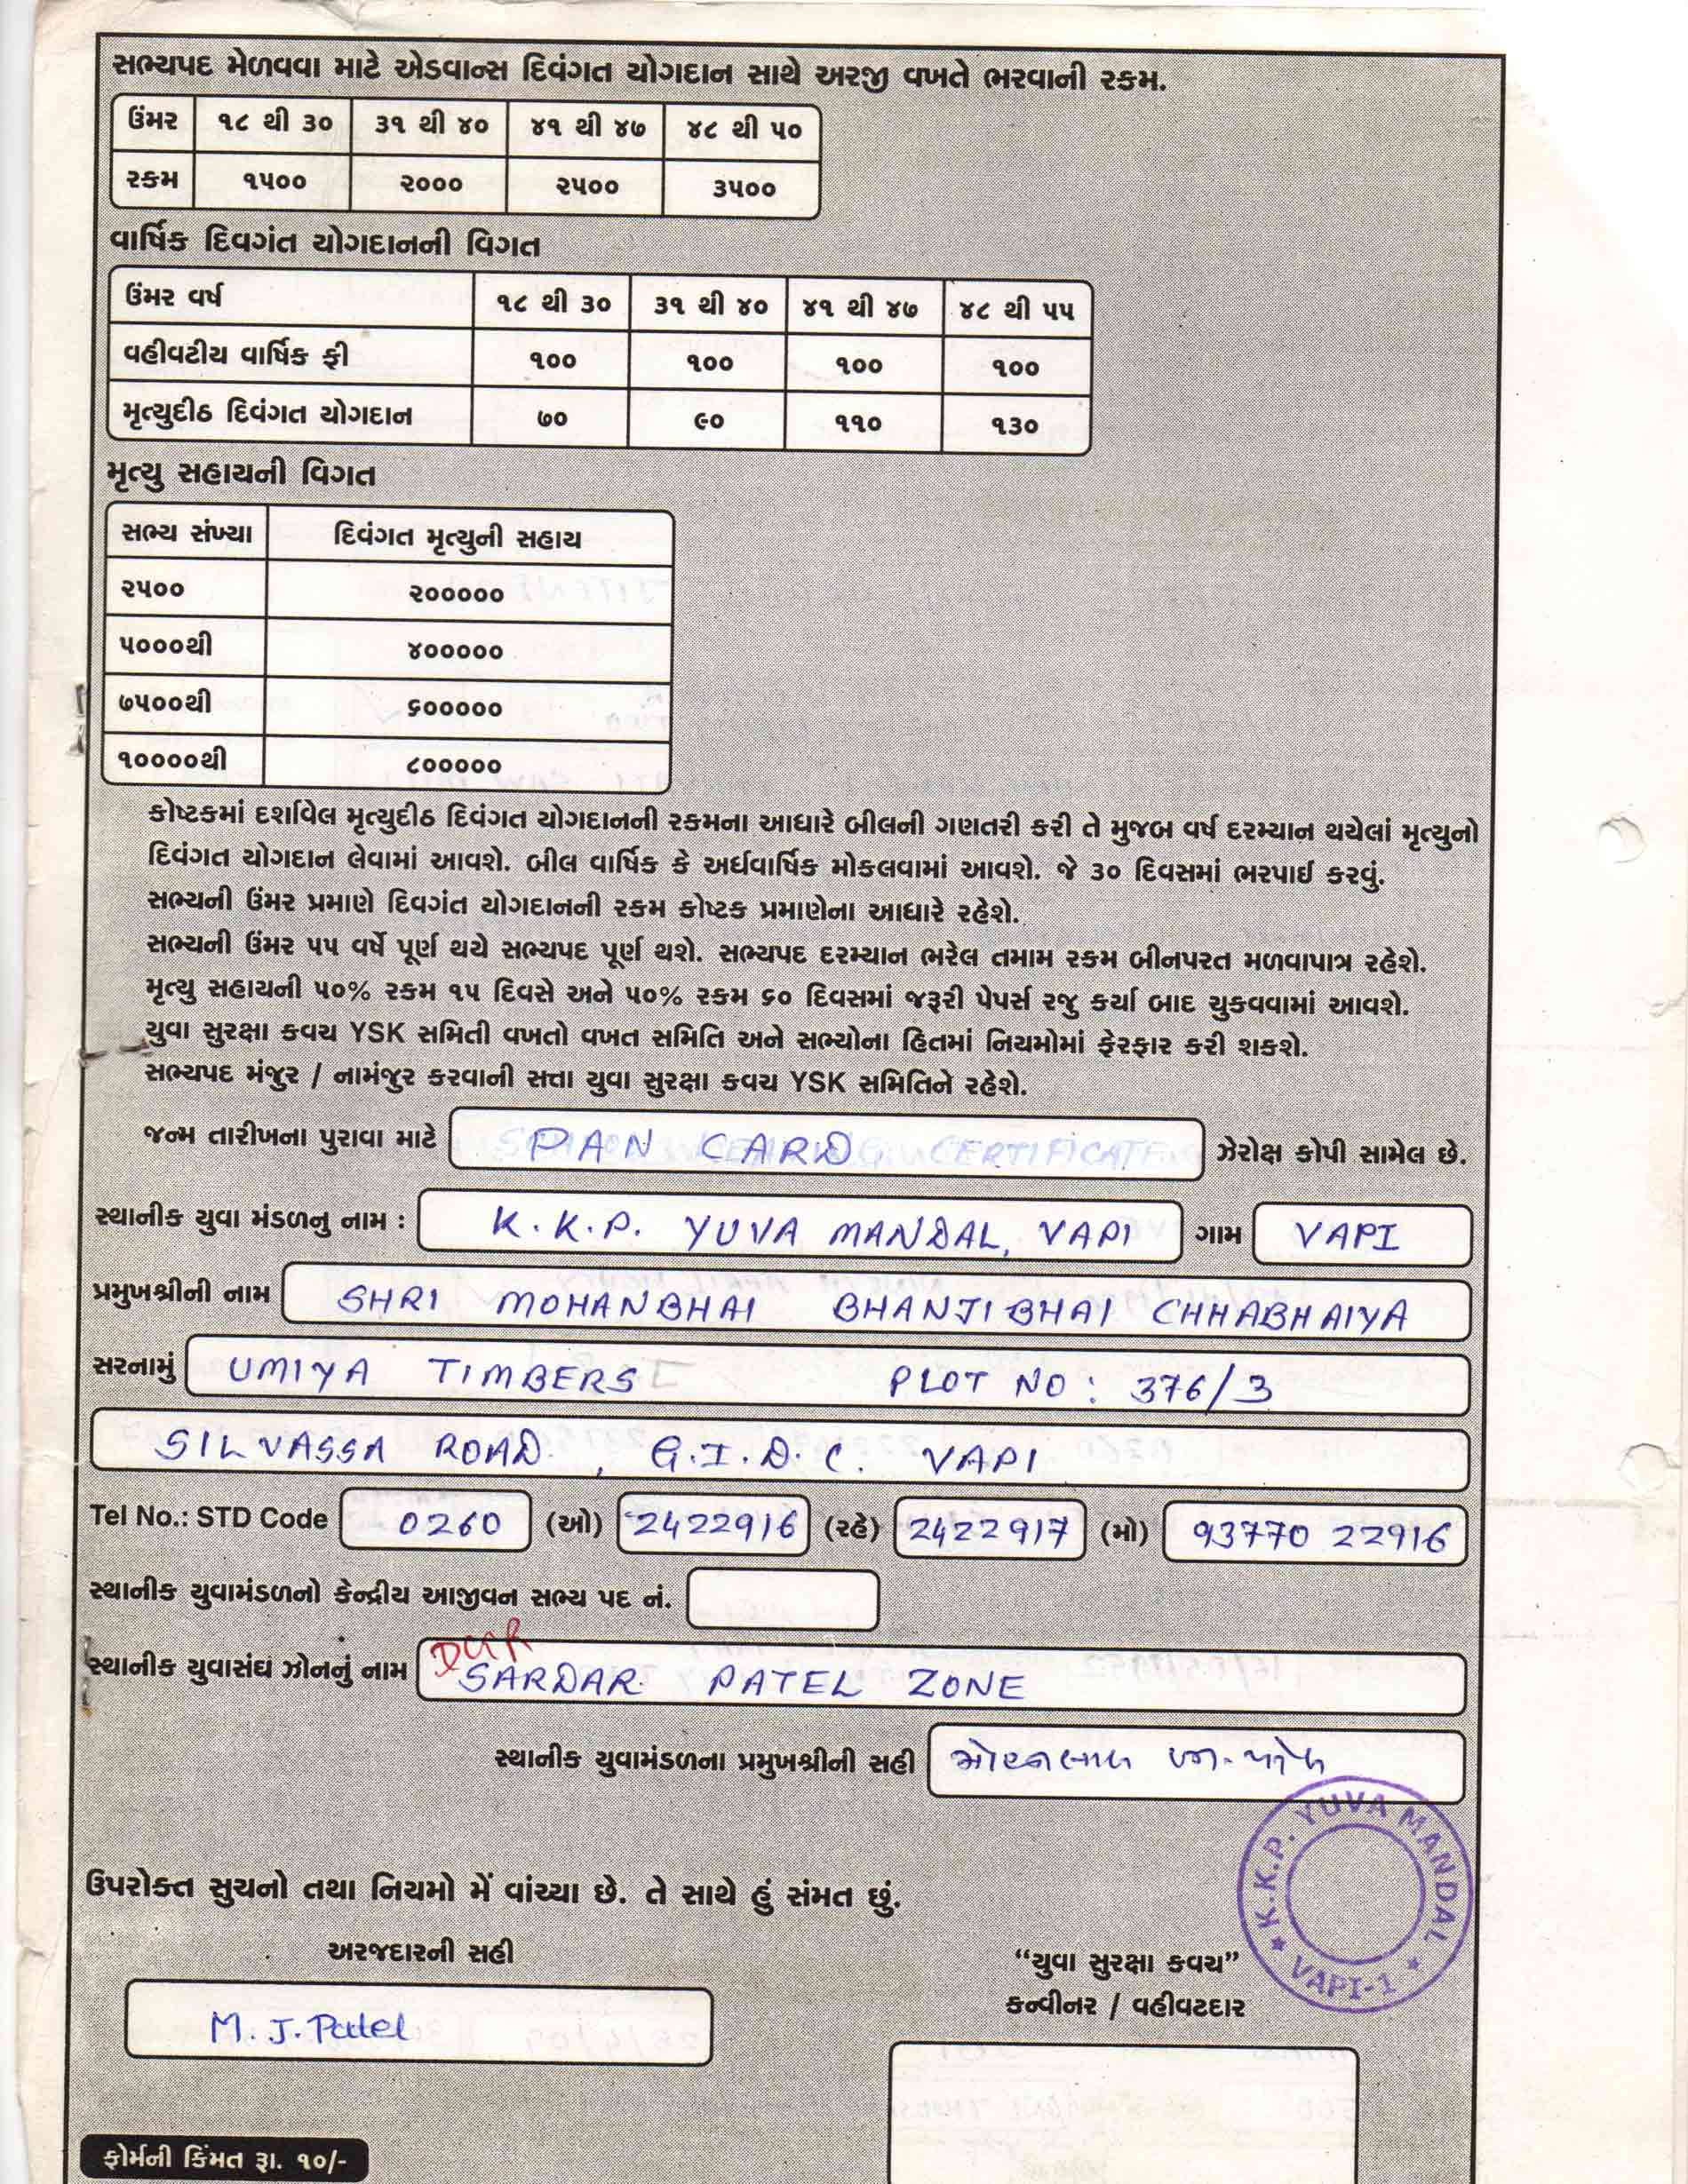 સભ્યપદ મેળવવા માટે એડવાન્સ દિવંગત યોગદાન સાથે અરજી વખતે ભરવાની રકમ.
ઉંમર ૧૮ થી ૩૦ ૩૧ થી ૪૦ ૪૧ થી ૪૭ ૪૮ થી ૫૦
રકમ ૧૫૦૦ ૨૦૦૦ ૨૫૦૦ ૩૫૦૦
વાર્ષિક દિવગંત યોગદાનની વિગત
ઉંમર વર્ષ ૧૮ થી ૩૦ ૩૧ થી ૪૦ ૪૧ થી ૪૭ ૪૮ થી ૫૫
વહીવટીય વાર્ષિક ફી ૧૦૦ ૧૦૦ ૧૦૦ ૧૦૦
મૃત્યુદીઠ દિવંગત યોગદાન ૭૦ ૯૦ ૧૧૦ ૧૩૦
મૃત્યુ સહાયની વિગત
સભ્ય સંખ્યા દિવંગત મૃત્યુની સહાય
૨૫૦૦ ૨૦૦૦૦૦
૫૦૦૦થી ૪૦૦૦૦૦
૭૫૦૦થી ૬૦૦૦૦૦
૧૦૦૦૦થી ૮૦૦૦૦૦
કોષ્ટકમાં દર્શાવેલ મૃત્યુદીઠ દિવંગત યોગદાનની રકમના આધારે બીલની ગણતરી કરી તે મુજબ વર્ષ દરમ્યાન થયેલાં મૃત્યુનો
દિવંગત યોગદાન લેવામાં આવશે. બીલ વાર્ષિક કે અર્ધવાર્ષિક મોકલવામાં આવશે. જે ૩૦ દિવસમાં ભરપાઈ કરવું.
સભ્યની ઉંમર પ્રમાણે દિવગંત યોગદાનની રકમ કોષ્ટક પ્રમાણેના આધારે રહેશે.
સભ્યની ઉંમર ૫૫ વર્ષે પૂર્ણ થયે સભ્યપદ પૂર્ણ થશે. સભ્યપદ દરમ્યાન ભરેલ તમામ રકમ બીનપરત મળવાપાત્ર રહેશે.
મૃત્યુ સહાયની ૫૦% રકમ ૧૫ દિવસે અને ૫૦% રકમ ૬૦ દિવસમાં જરૂરી પેપર્સ રજુ કર્યા બાદ ચુકવવામાં આવશે.
યુવા સુરક્ષા કવચ YSK સમિતી વખતો વખત સમિતિ અને સભ્યોના હિતમાં નિયમોમાં ફેરફાર કરી શકશે.
સભ્યપદ મંજુર / નામંજુર કરવાની સત્તા યુવા સુરક્ષા કવચ YSK સમિતિને રહેશે.
જન્મ તારીખના પુરાવા માટે PAN CARD ઝેરોક્ષ કોપી સામેલ છે.
સ્થાનીક યુવા મંડળનુ નામ : K.K.P. YUVA MANDAL, VAPI ગામ VAPI
પ્રમુખશ્રીની નામ SHRI MOHANBHAI BHANJIBHAI CHHABHAIYA
સરનામું UMIYA TIMBERS PLOT NO : 376/3
SILVASSA ROAD, G.I.D.C. VAPI
Tel No.: STD Code 0260 (ઓ) 2422916 (રહે) 2422917 (મો) 93770 22916
સ્થાનીક યુવામંડળનો કેન્દ્રીય આજીવન સભ્ય પદ નં.
સ્થાનીક યુવાસંઘ ઝોનનું નામ SARDAR PATEL ZONE
સ્થાનીક યુવામંડળના પ્રમુખશ્રીની સહી
K.K.P. YUVA MANDAL ★ VAPI-1 ★
ઉપરોક્ત સુચનો તથા નિયમો મેં વાંચ્યા છે. તે સાથે હું સંમત છું.
અરજદારની સહી
M. J. Patel
“યુવા સુરક્ષા કવચ”
કન્વીનર / વહીવટદાર
ફોર્મની કિંમત રૂા. ૧૦/-